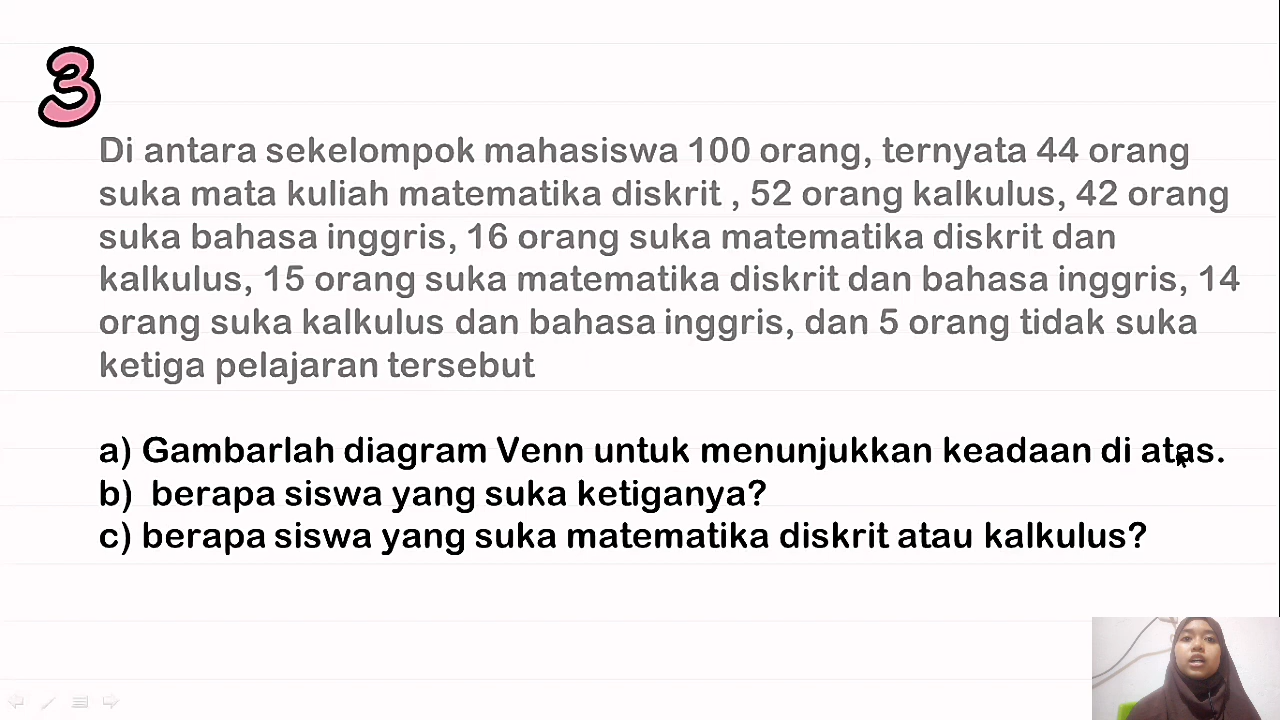 3
Di antara sekelompok mahasiswa 100 orang, ternyata 44 orang
suka mata kuliah matematika diskrit , 52 orang kalkulus, 42 orang
suka bahasa inggris, 16 orang suka matematika diskrit dan
kalkulus, 15 orang suka matematika diskrit dan bahasa inggris, 14
orang suka kalkulus dan bahasa inggris, dan 5 orang tidak suka
ketiga pelajaran tersebut
a) Gambarlah diagram Venn untuk menunjukkan keadaan di atas.
b) berapa siswa yang suka ketiganya?
c) berapa siswa yang suka matematika diskrit atau kalkulus?